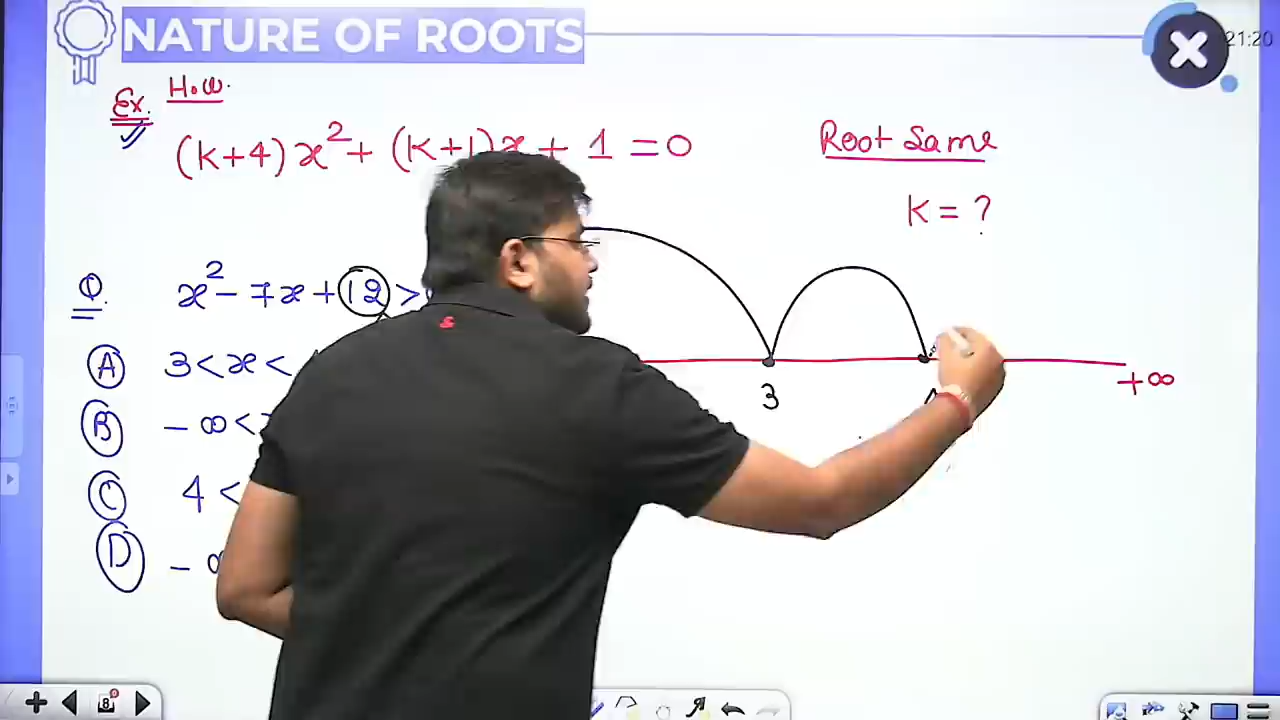 NATURE OF ROOTS
21:20
Ex. H.W.
(k+4)x²+ (k+1)x + 1 = 0
Root Same
k = ?
Q. x² - 7x + 12 >
A 3 < x <
B - ∞ <
C 4 <
D -
3
+∞
8